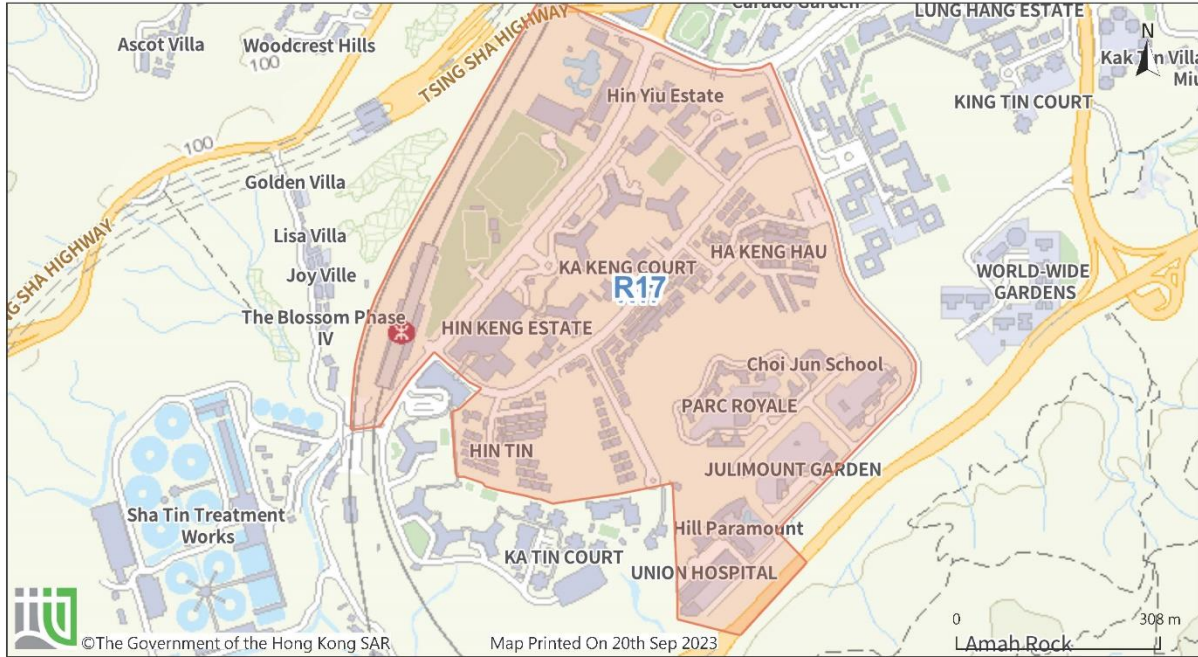 Carado Garden
LUNG HANG ESTATE
Ascot Villa
Woodcrest Hills
100
TSING SHA HIGHWAY
N
Kak Tin Villa
Miu
Hin Yiu Estate
KING TIN COURT
100
Golden Villa
Lisa Villa
Joy Ville
NG SHA HIGHWAY
HA KENG HAU
KA KENG COURT
R17
WORLD-WIDE
GARDENS
The Blossom Phase
IV
HIN KENG ESTATE
Choi Jun School
PARC ROYALE
HIN TIN
JULIMOUNT GARDEN
Sha Tin Treatment
Works
Hill Paramount
KA TIN COURT
UNION HOSPITAL
0
308 m
©The Government of the Hong Kong SAR
Map Printed On 20th Sep 2023
Amah Rock